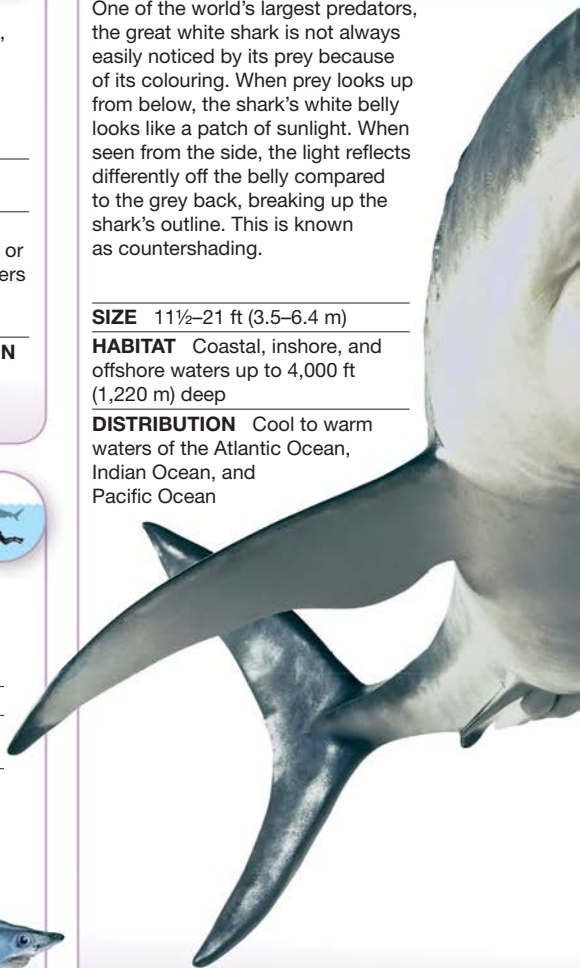 One of the world's largest predators,
the great white shark is not always
easily noticed by its prey because
of its colouring. When prey looks up
from below, the shark's white belly
looks like a patch of sunlight. When
seen from the side, the light reflects
differently off the belly compared
to the grey back, breaking up the
shark's outline. This is known
as countershading.
SIZE 11½–21 ft (3.5–6.4 m)
HABITAT Coastal, inshore, and
offshore waters up to 4,000 ft
(1,220 m) deep
DISTRIBUTION Cool to warm
waters of the Atlantic Ocean,
Indian Ocean, and
Pacific Ocean